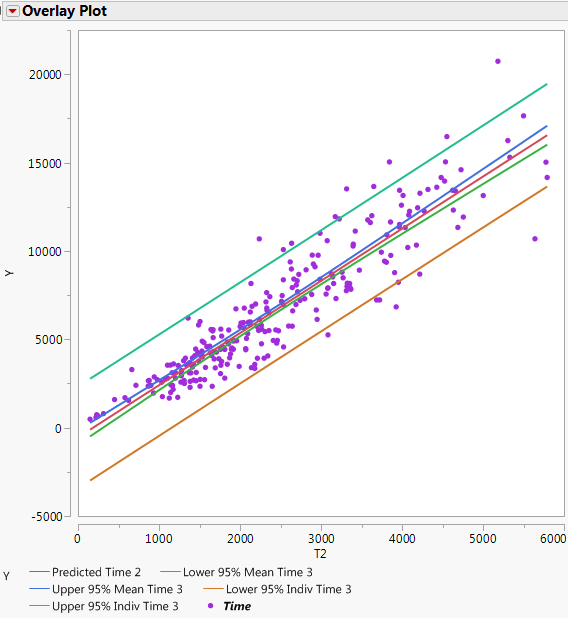 Overlay Plot
20000
15000
10000
5000
0
-5000
Y
0 1000 2000 3000 4000 5000 6000
T2
Y
Predicted Time 2 Lower 95% Mean Time 3
Upper 95% Mean Time 3 Lower 95% Indiv Time 3
Upper 95% Indiv Time 3 Time